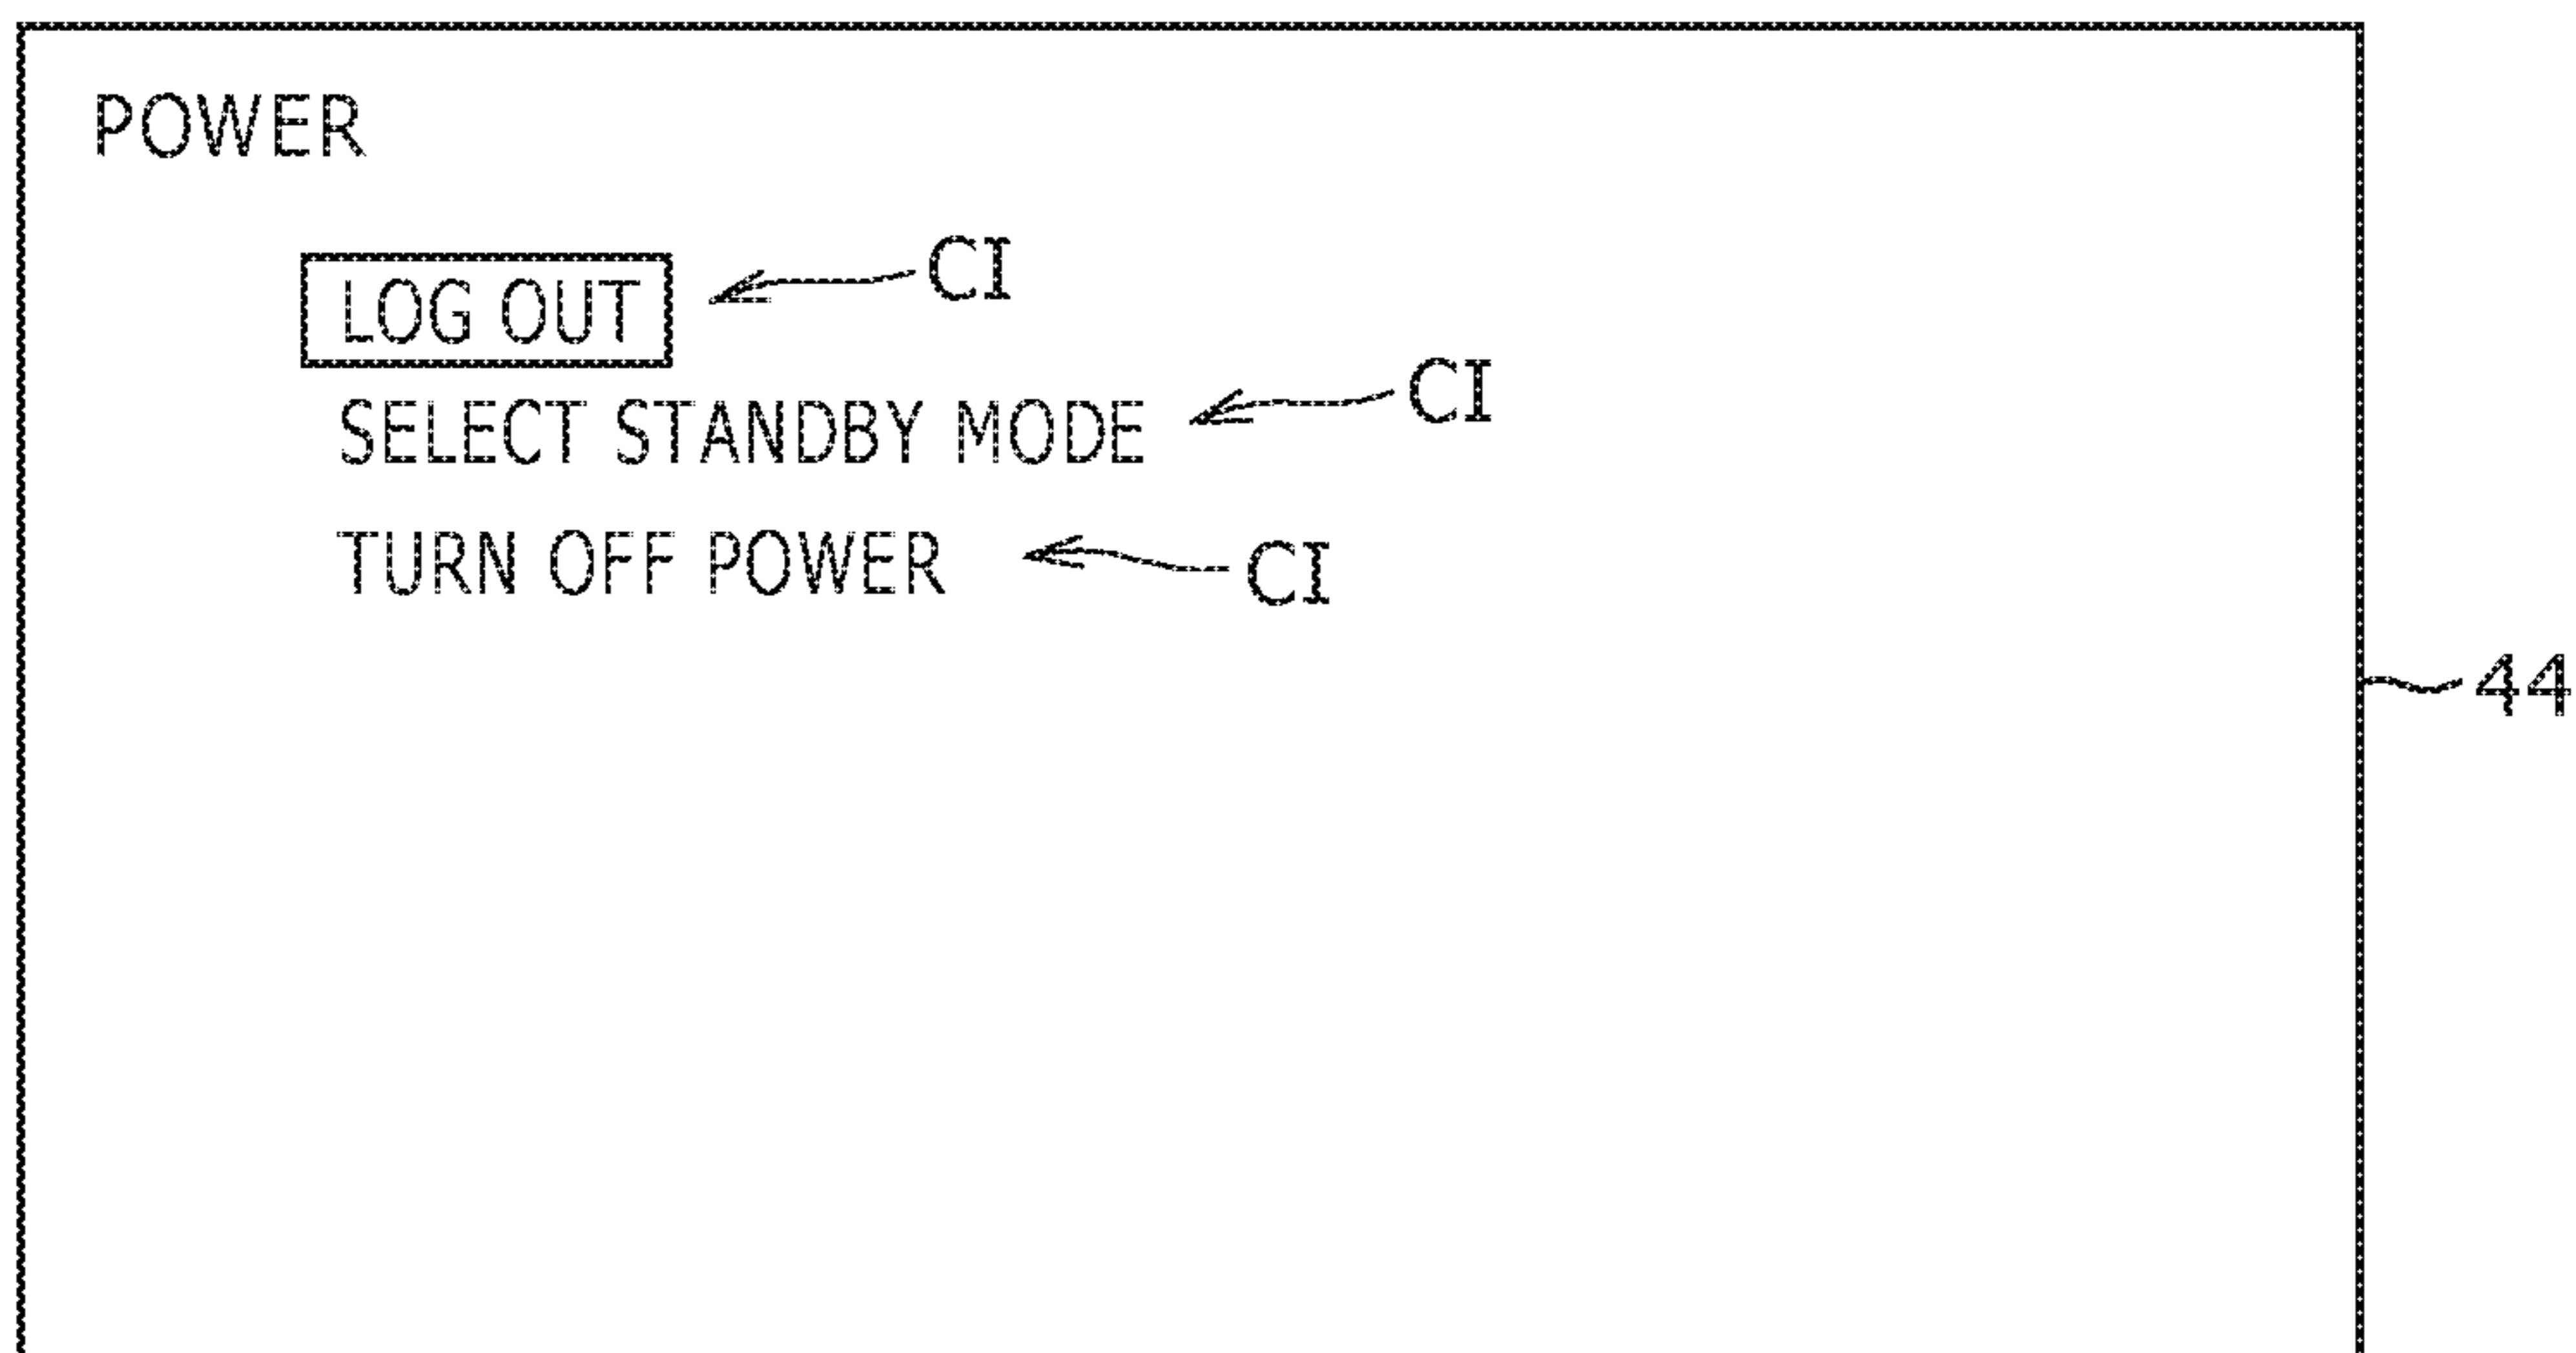 POWER
LOG OUT CI
SELECT STANDBY MODE CI
TURN OFF POWER CI
44